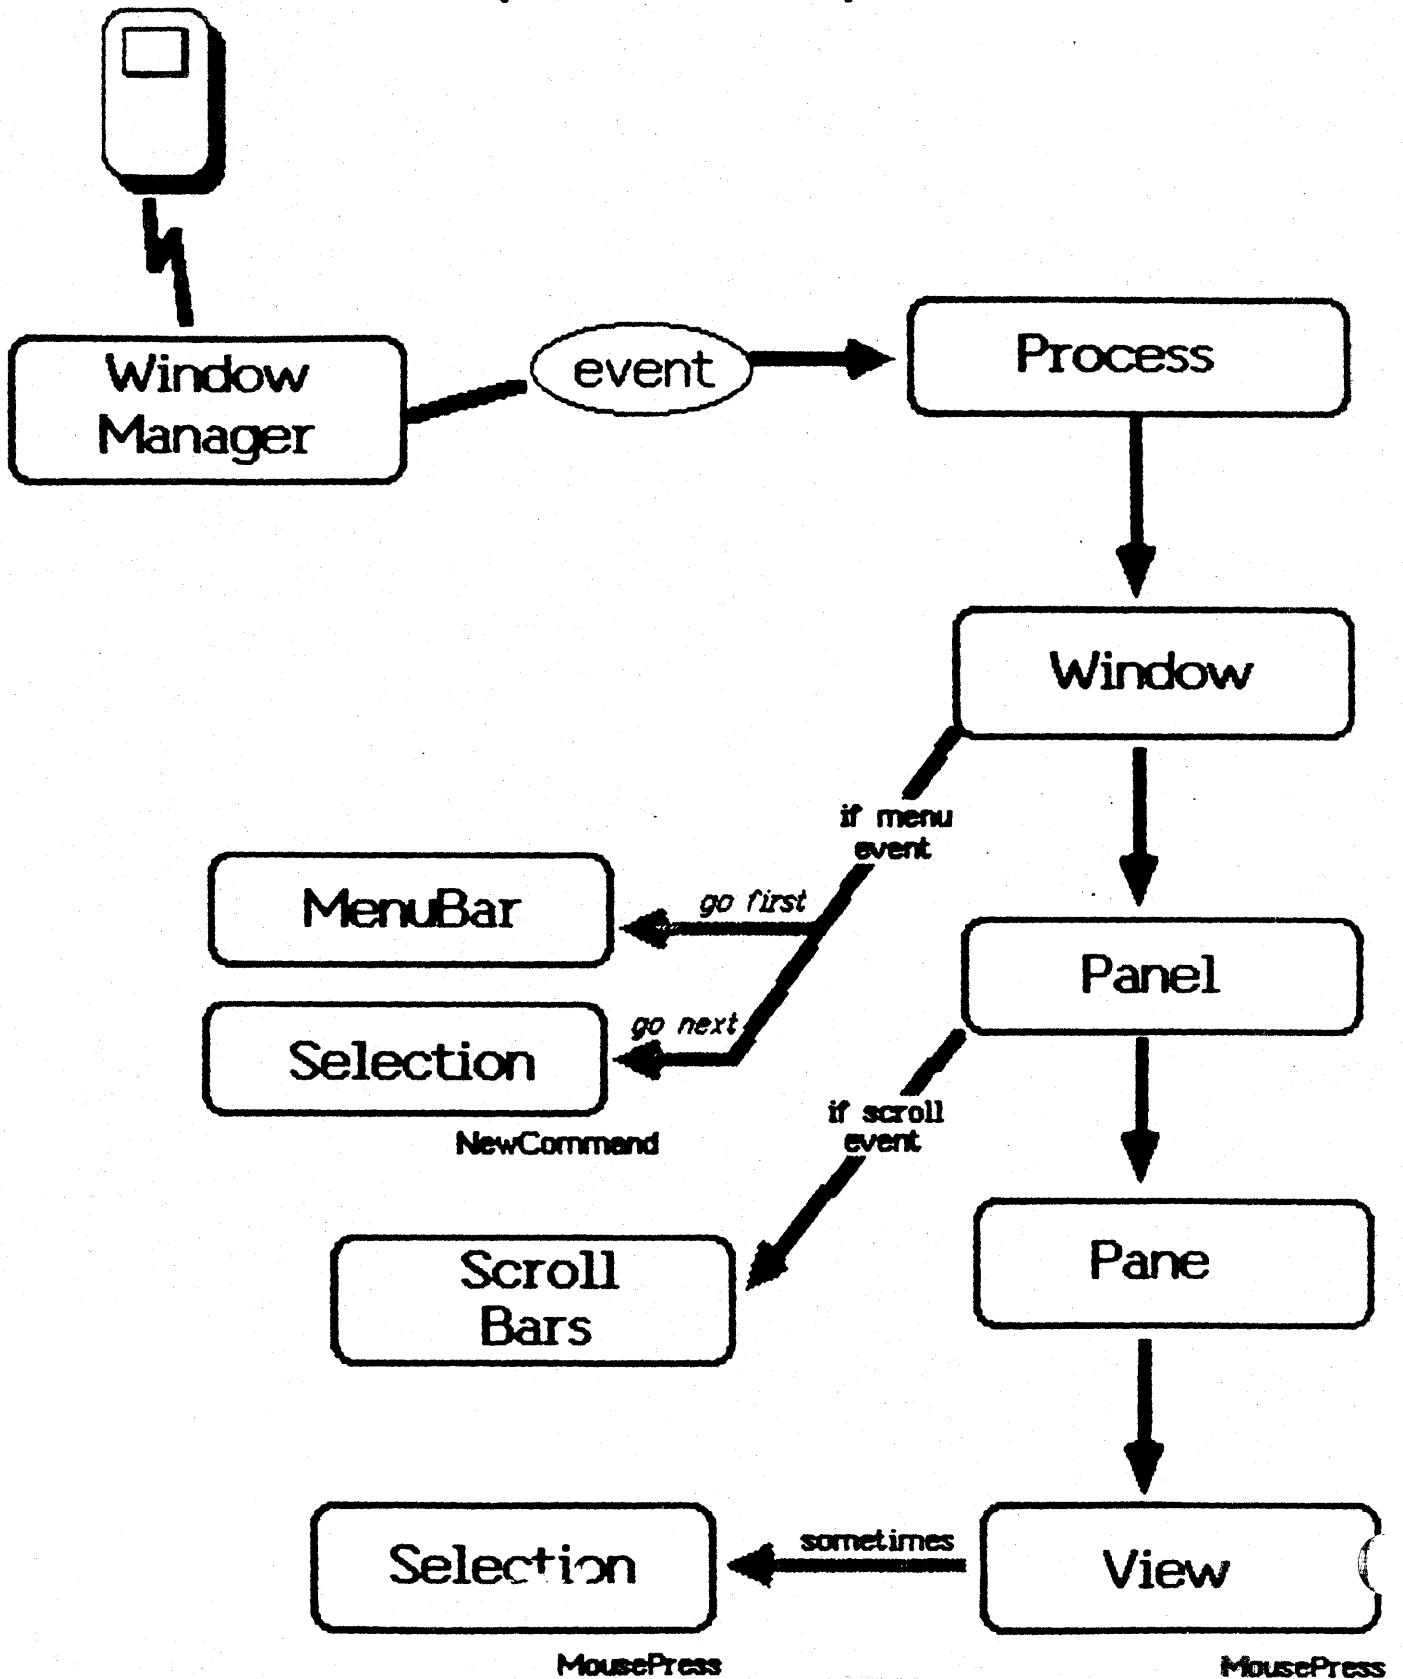 Window
Manager
event
Process
Window
if menu
event
MenuBar
go first
Panel
Selection
go next
NewCommand
if scroll
event
Scroll
Bars
Pane
Selection
sometimes
View
MousePress
MousePress